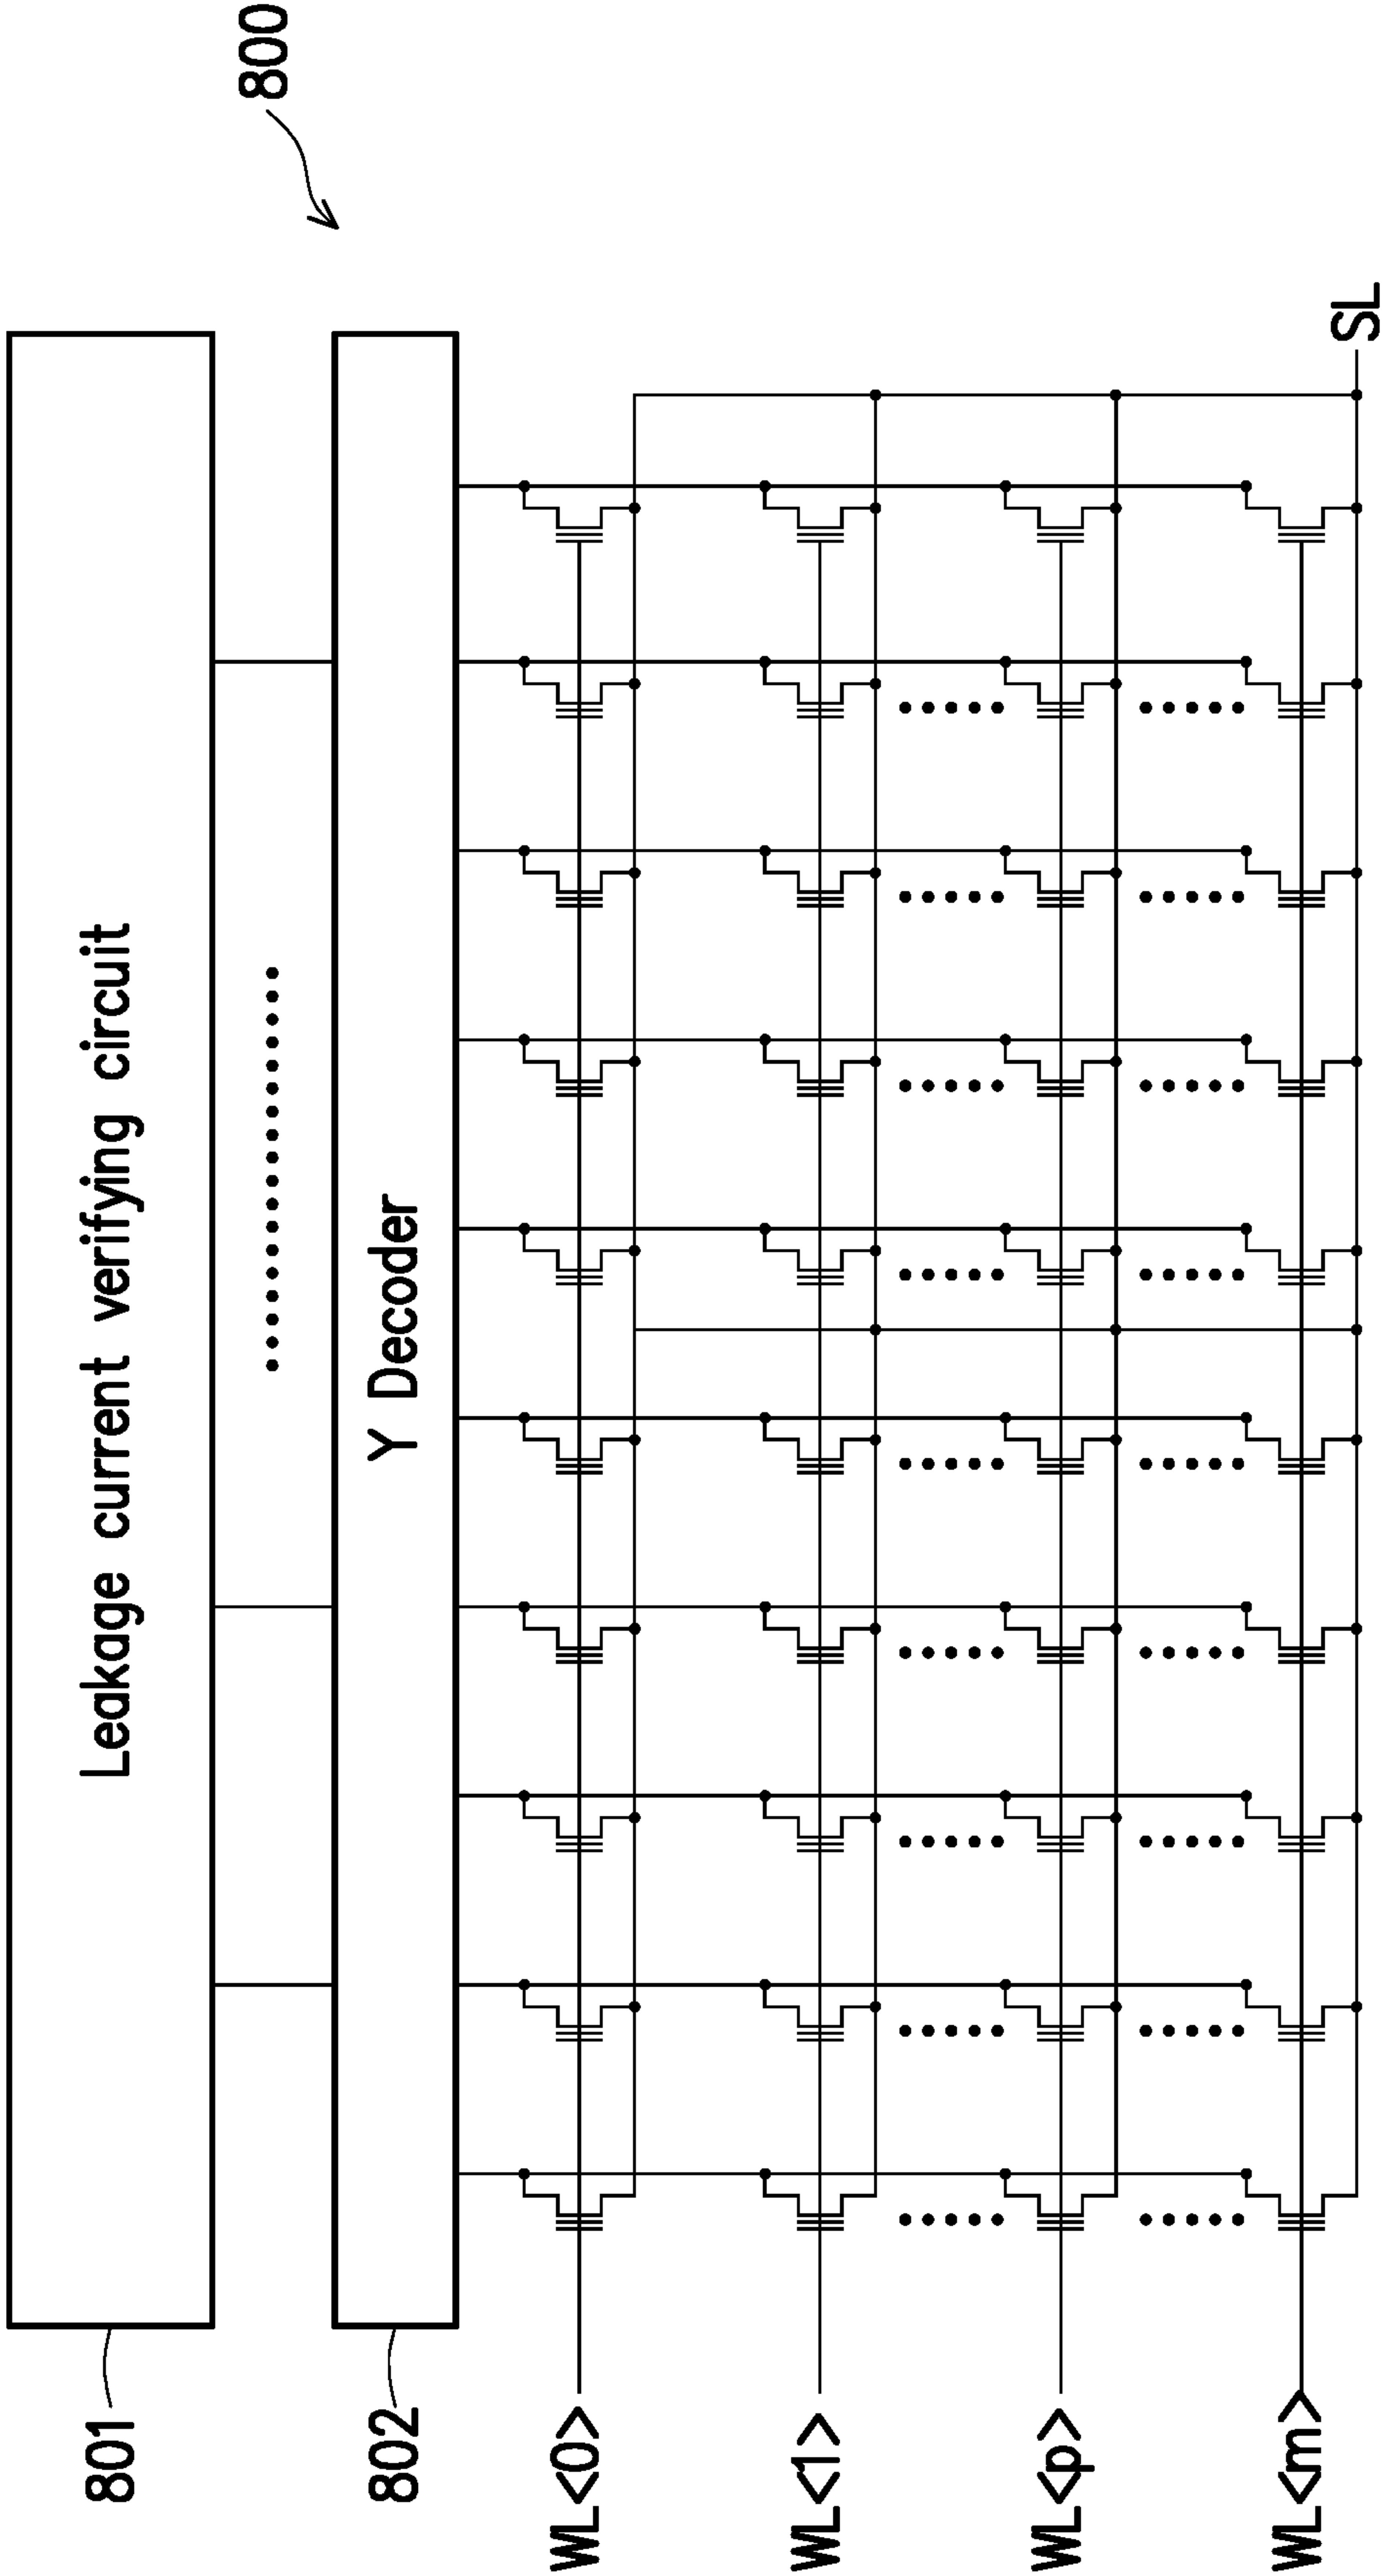 800
801
Leakage current verifying circuit
802
Y Decoder
WL<0>
WL<1>
WL<p>
WL<m>
SL